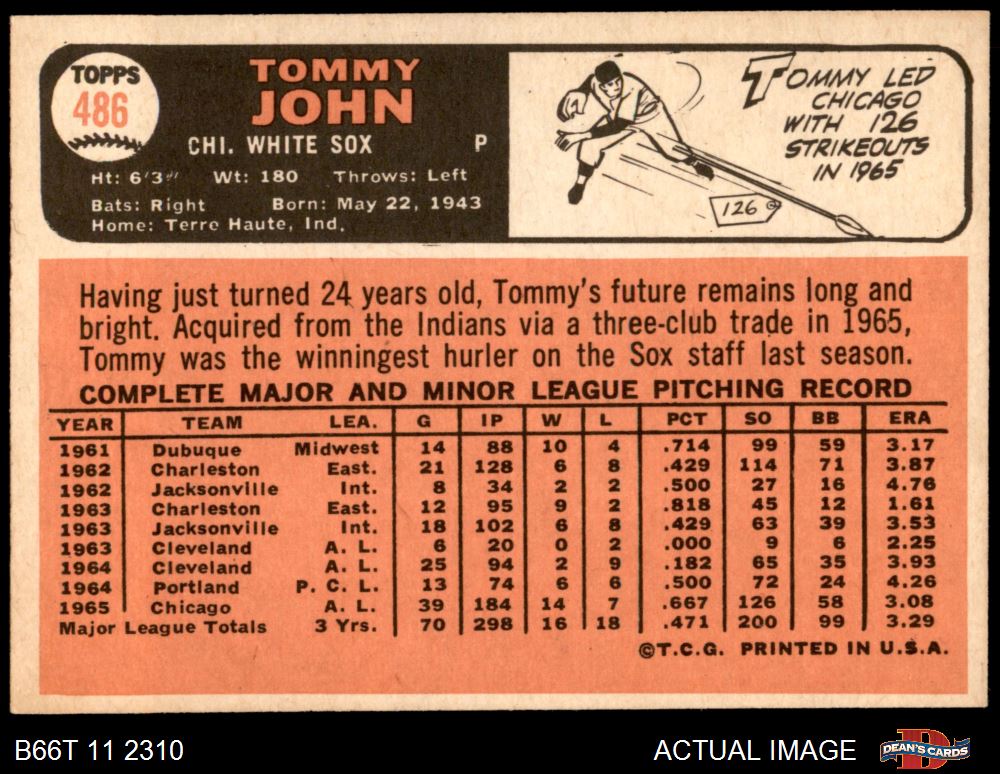 TOPPS
486
TOMMY
JOHN
CHI. WHITE SOX P
Ht: 6'3" Wt: 180 Throws: Left
Bats: Right Born: May 22, 1943
Home: Terre Haute, Ind.
TOMMY LED
CHICAGO
WITH 126
STRIKEOUTS
IN 1965
126
Having just turned 24 years old, Tommy's future remains long and
bright. Acquired from the Indians via a three-club trade in 1965,
Tommy was the winningest hurler on the Sox staff last season.
COMPLETE MAJOR AND MINOR LEAGUE PITCHING RECORD
YEAR TEAM LEA. G IP W L PCT SO BB ERA
1961 Dubuque Midwest 14 88 10 4 .714 99 59 3.17
1962 Charleston East. 21 128 6 8 .429 114 71 3.87
1962 Jacksonville Int. 8 34 2 2 .500 27 16 4.76
1963 Charleston East. 12 95 9 2 .818 45 12 1.61
1963 Jacksonville Int. 18 102 6 8 .429 63 39 3.53
1963 Cleveland A. L. 6 20 0 2 .000 9 6 2.25
1964 Cleveland A. L. 25 94 2 9 .182 65 35 3.93
1964 Portland P. C. L. 13 74 6 6 .500 72 24 4.26
1965 Chicago A. L. 39 184 14 7 .667 126 58 3.08
Major League Totals 3 Yrs. 70 298 16 18 .471 200 99 3.29
©T.C.G. PRINTED IN U.S.A.
B66T 11 2310 ACTUAL IMAGE DEAN'S CARDS